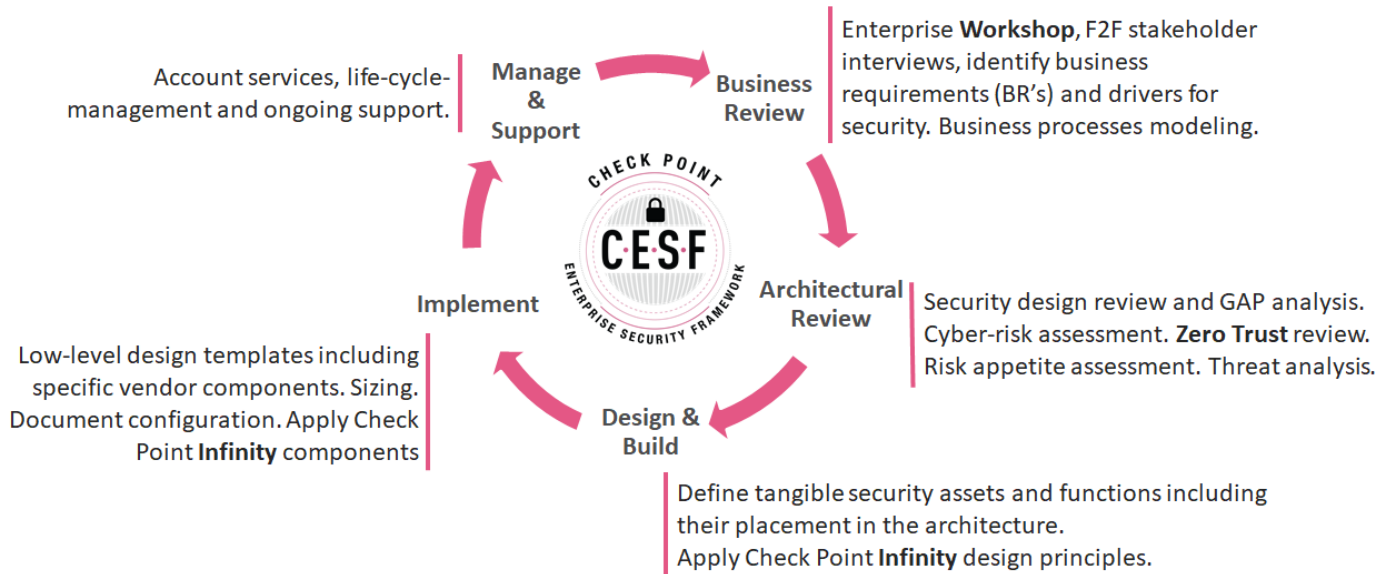 Manage
&
Support
Account services, life-cycle-
management and ongoing support.
Business
Review
Enterprise Workshop, F2F stakeholder
interviews, identify business
requirements (BR's) and drivers for
security. Business processes modeling.
CHECK POINT
C·E·S·F
ENTERPRISE SECURITY FRAMEWORK
Architectural
Review
Security design review and GAP analysis.
Cyber-risk assessment. Zero Trust review.
Risk appetite assessment. Threat analysis.
Design &
Build
Define tangible security assets and functions including
their placement in the architecture.
Apply Check Point Infinity design principles.
Implement
Low-level design templates including
specific vendor components. Sizing.
Document configuration. Apply Check
Point Infinity components